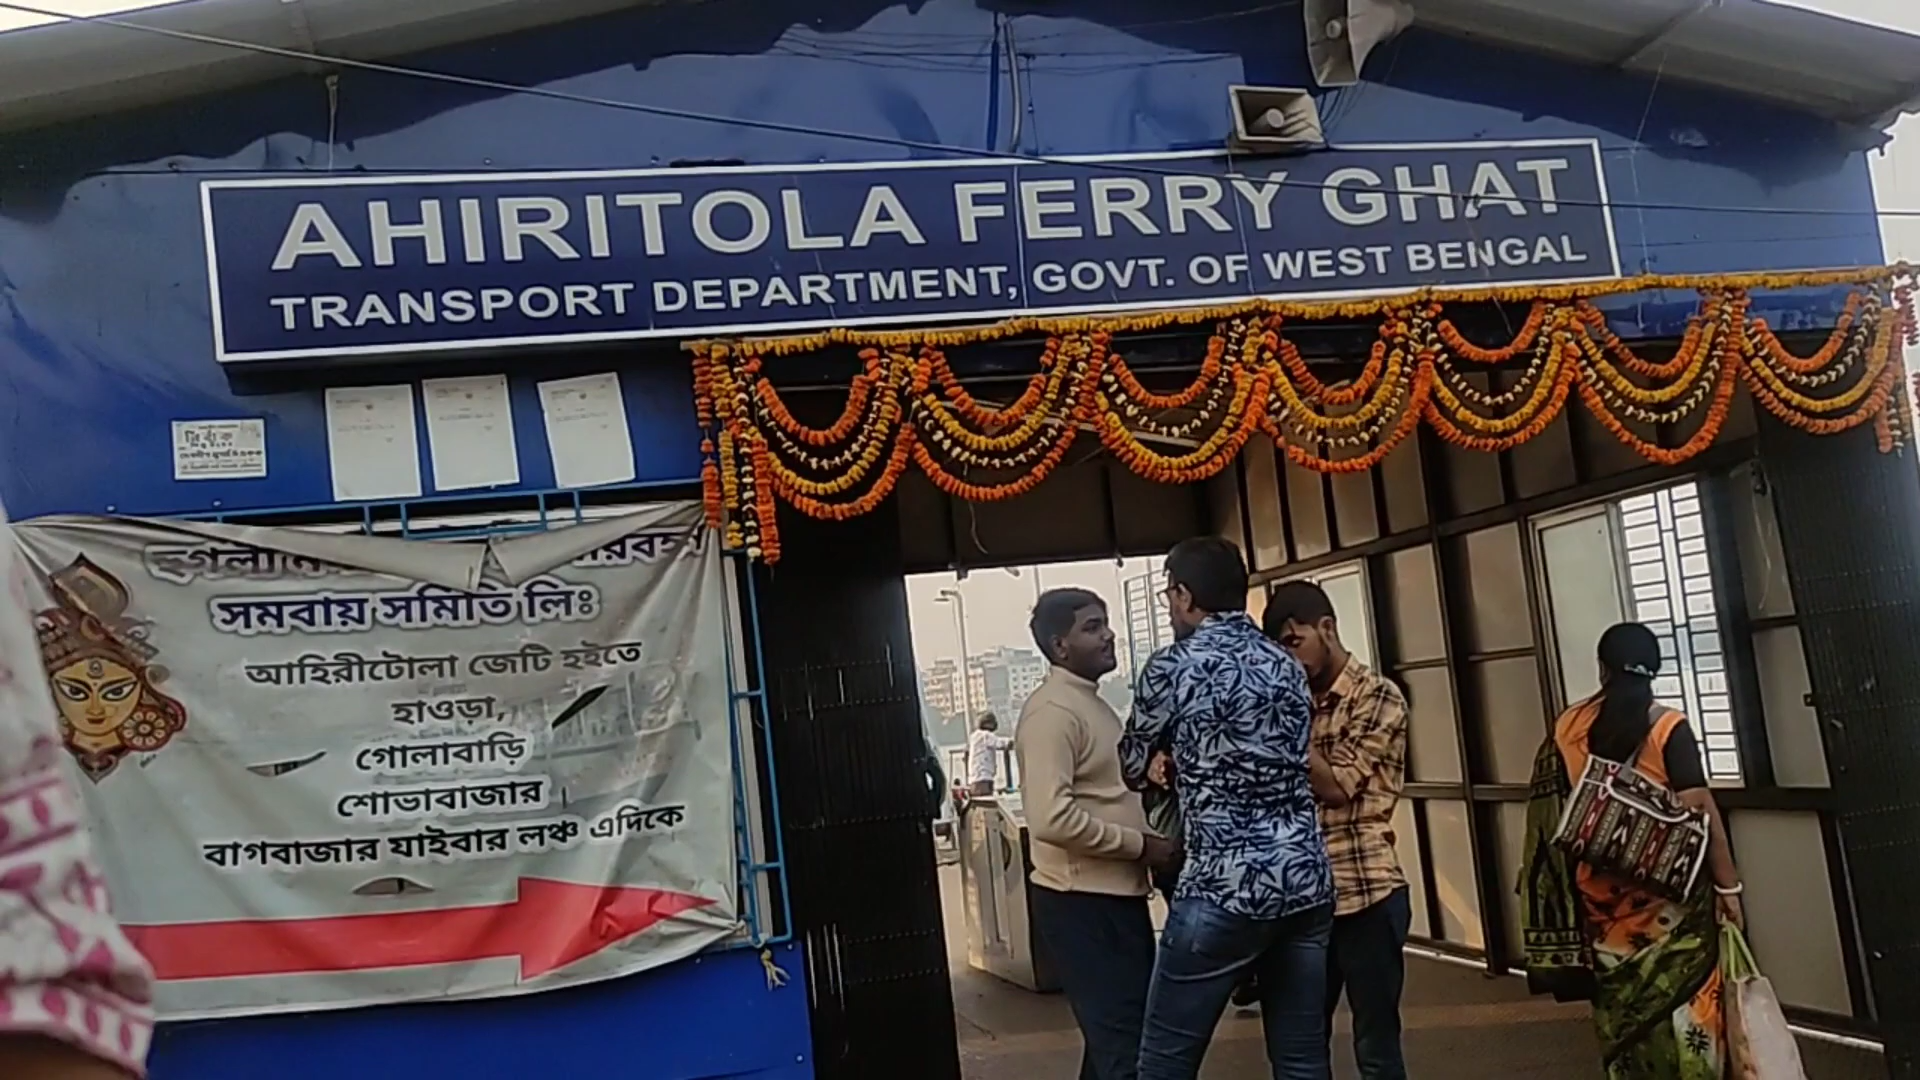 AHIRITOLA FERRY GHAT
TRANSPORT DEPARTMENT, GOVT. OF WEST BENGAL
সমবায় সমিতি লিঃ
আহিরীটোলা জেটি হইতে
হাওড়া,
গোলাবাড়ি
শোভাবাজার
বাগবাজার যাইবার লঞ্চ এদিকে